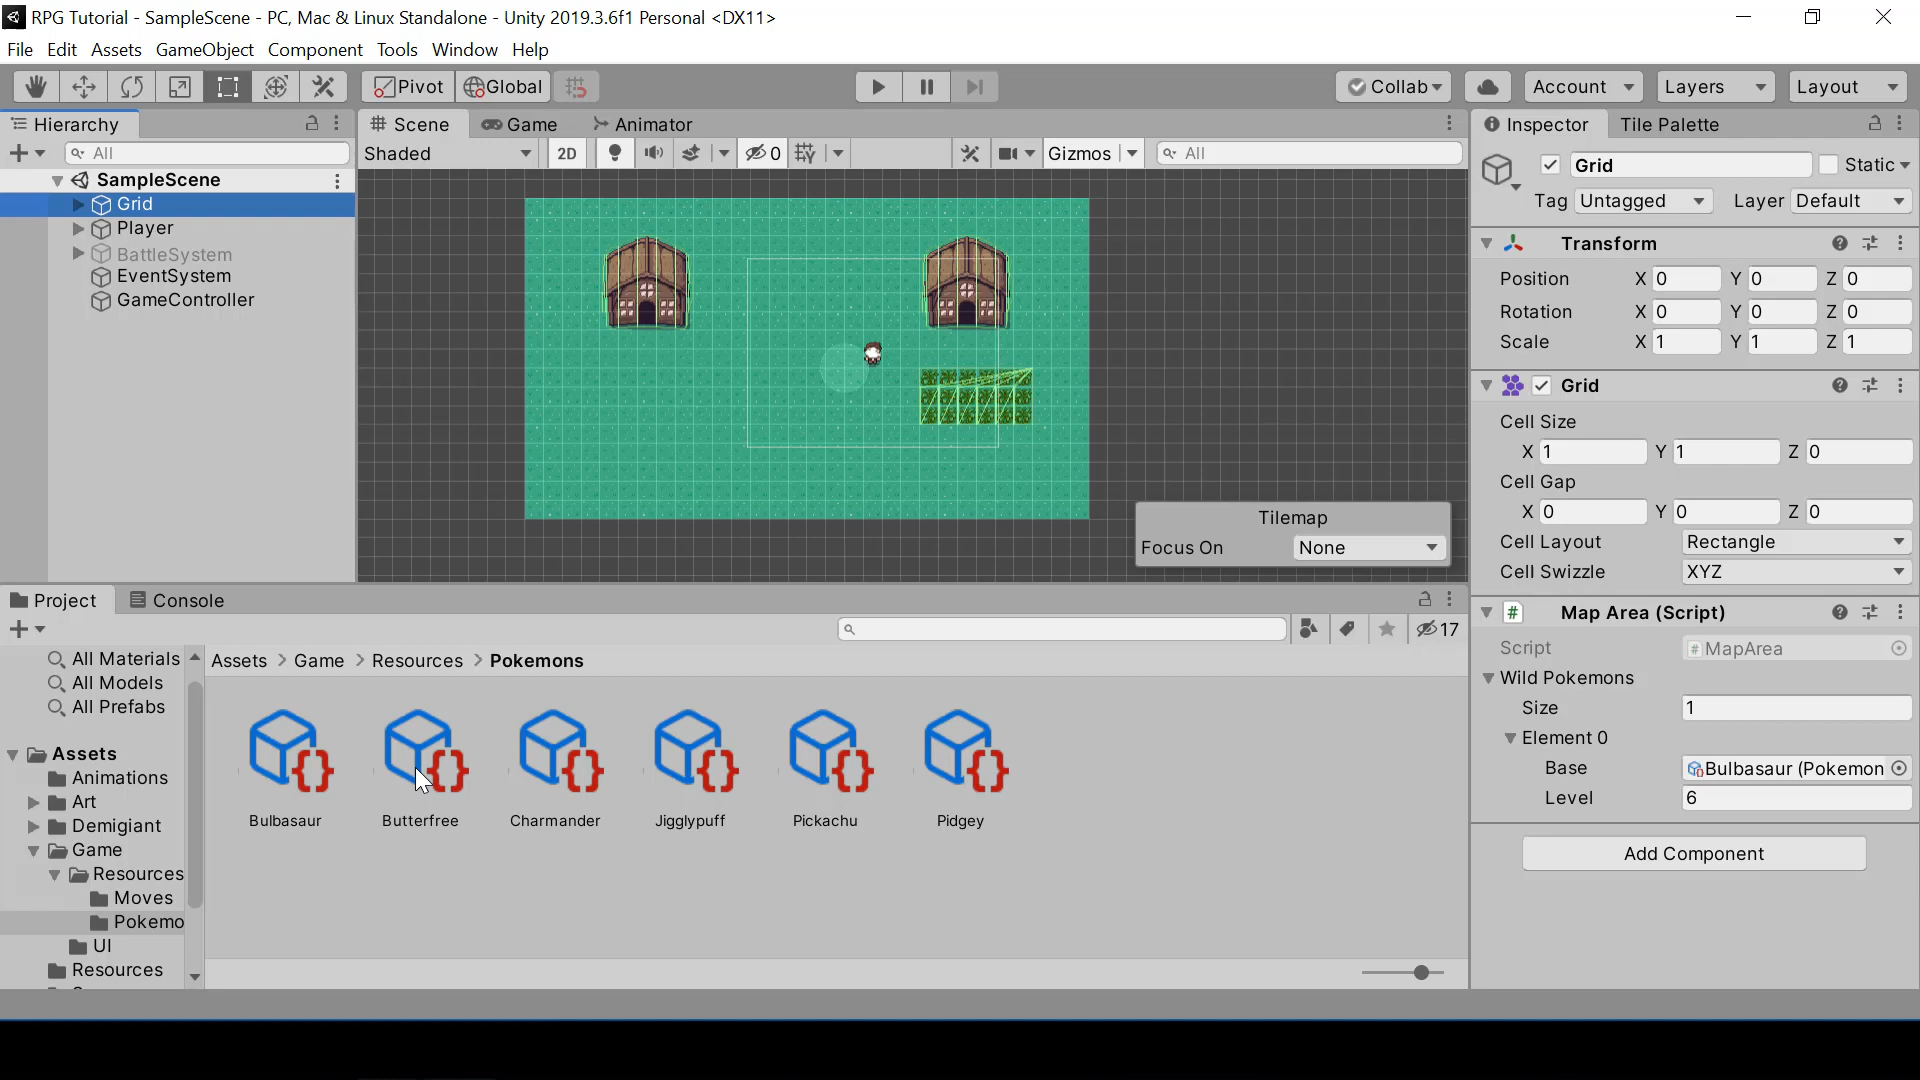 RPG Tutorial - SampleScene - PC, Mac & Linux Standalone - Unity 2019.3.6f1 Personal <DX11>
File Edit Assets GameObject Component Tools Window Help
Pivot Global Collab Account Layers Layout
Hierarchy
All
SampleScene
Grid
Player
BattleSystem
EventSystem
GameController
Scene Game Animator
Shaded 2D 0 Gizmos All
Tilemap
Focus On None
Project Console
17
All Materials
All Models
All Prefabs
Assets
Animations
Art
Demigiant
Game
Resources
Moves
Pokemo
UI
Resources
Assets > Game > Resources > Pokemons
Bulbasaur Butterfree Charmander Jigglypuff Pickachu Pidgey
Inspector Tile Palette
Grid Static
Tag Untagged Layer Default
Transform
Position X 0 Y 0 Z 0
Rotation X 0 Y 0 Z 0
Scale X 1 Y 1 Z 1
Grid
Cell Size
X 1 Y 1 Z 0
Cell Gap
X 0 Y 0 Z 0
Cell Layout Rectangle
Cell Swizzle XYZ
# Map Area (Script)
Script # MapArea
Wild Pokemons
Size 1
Element 0
Base Bulbasaur (Pokemon
Level 6
Add Component